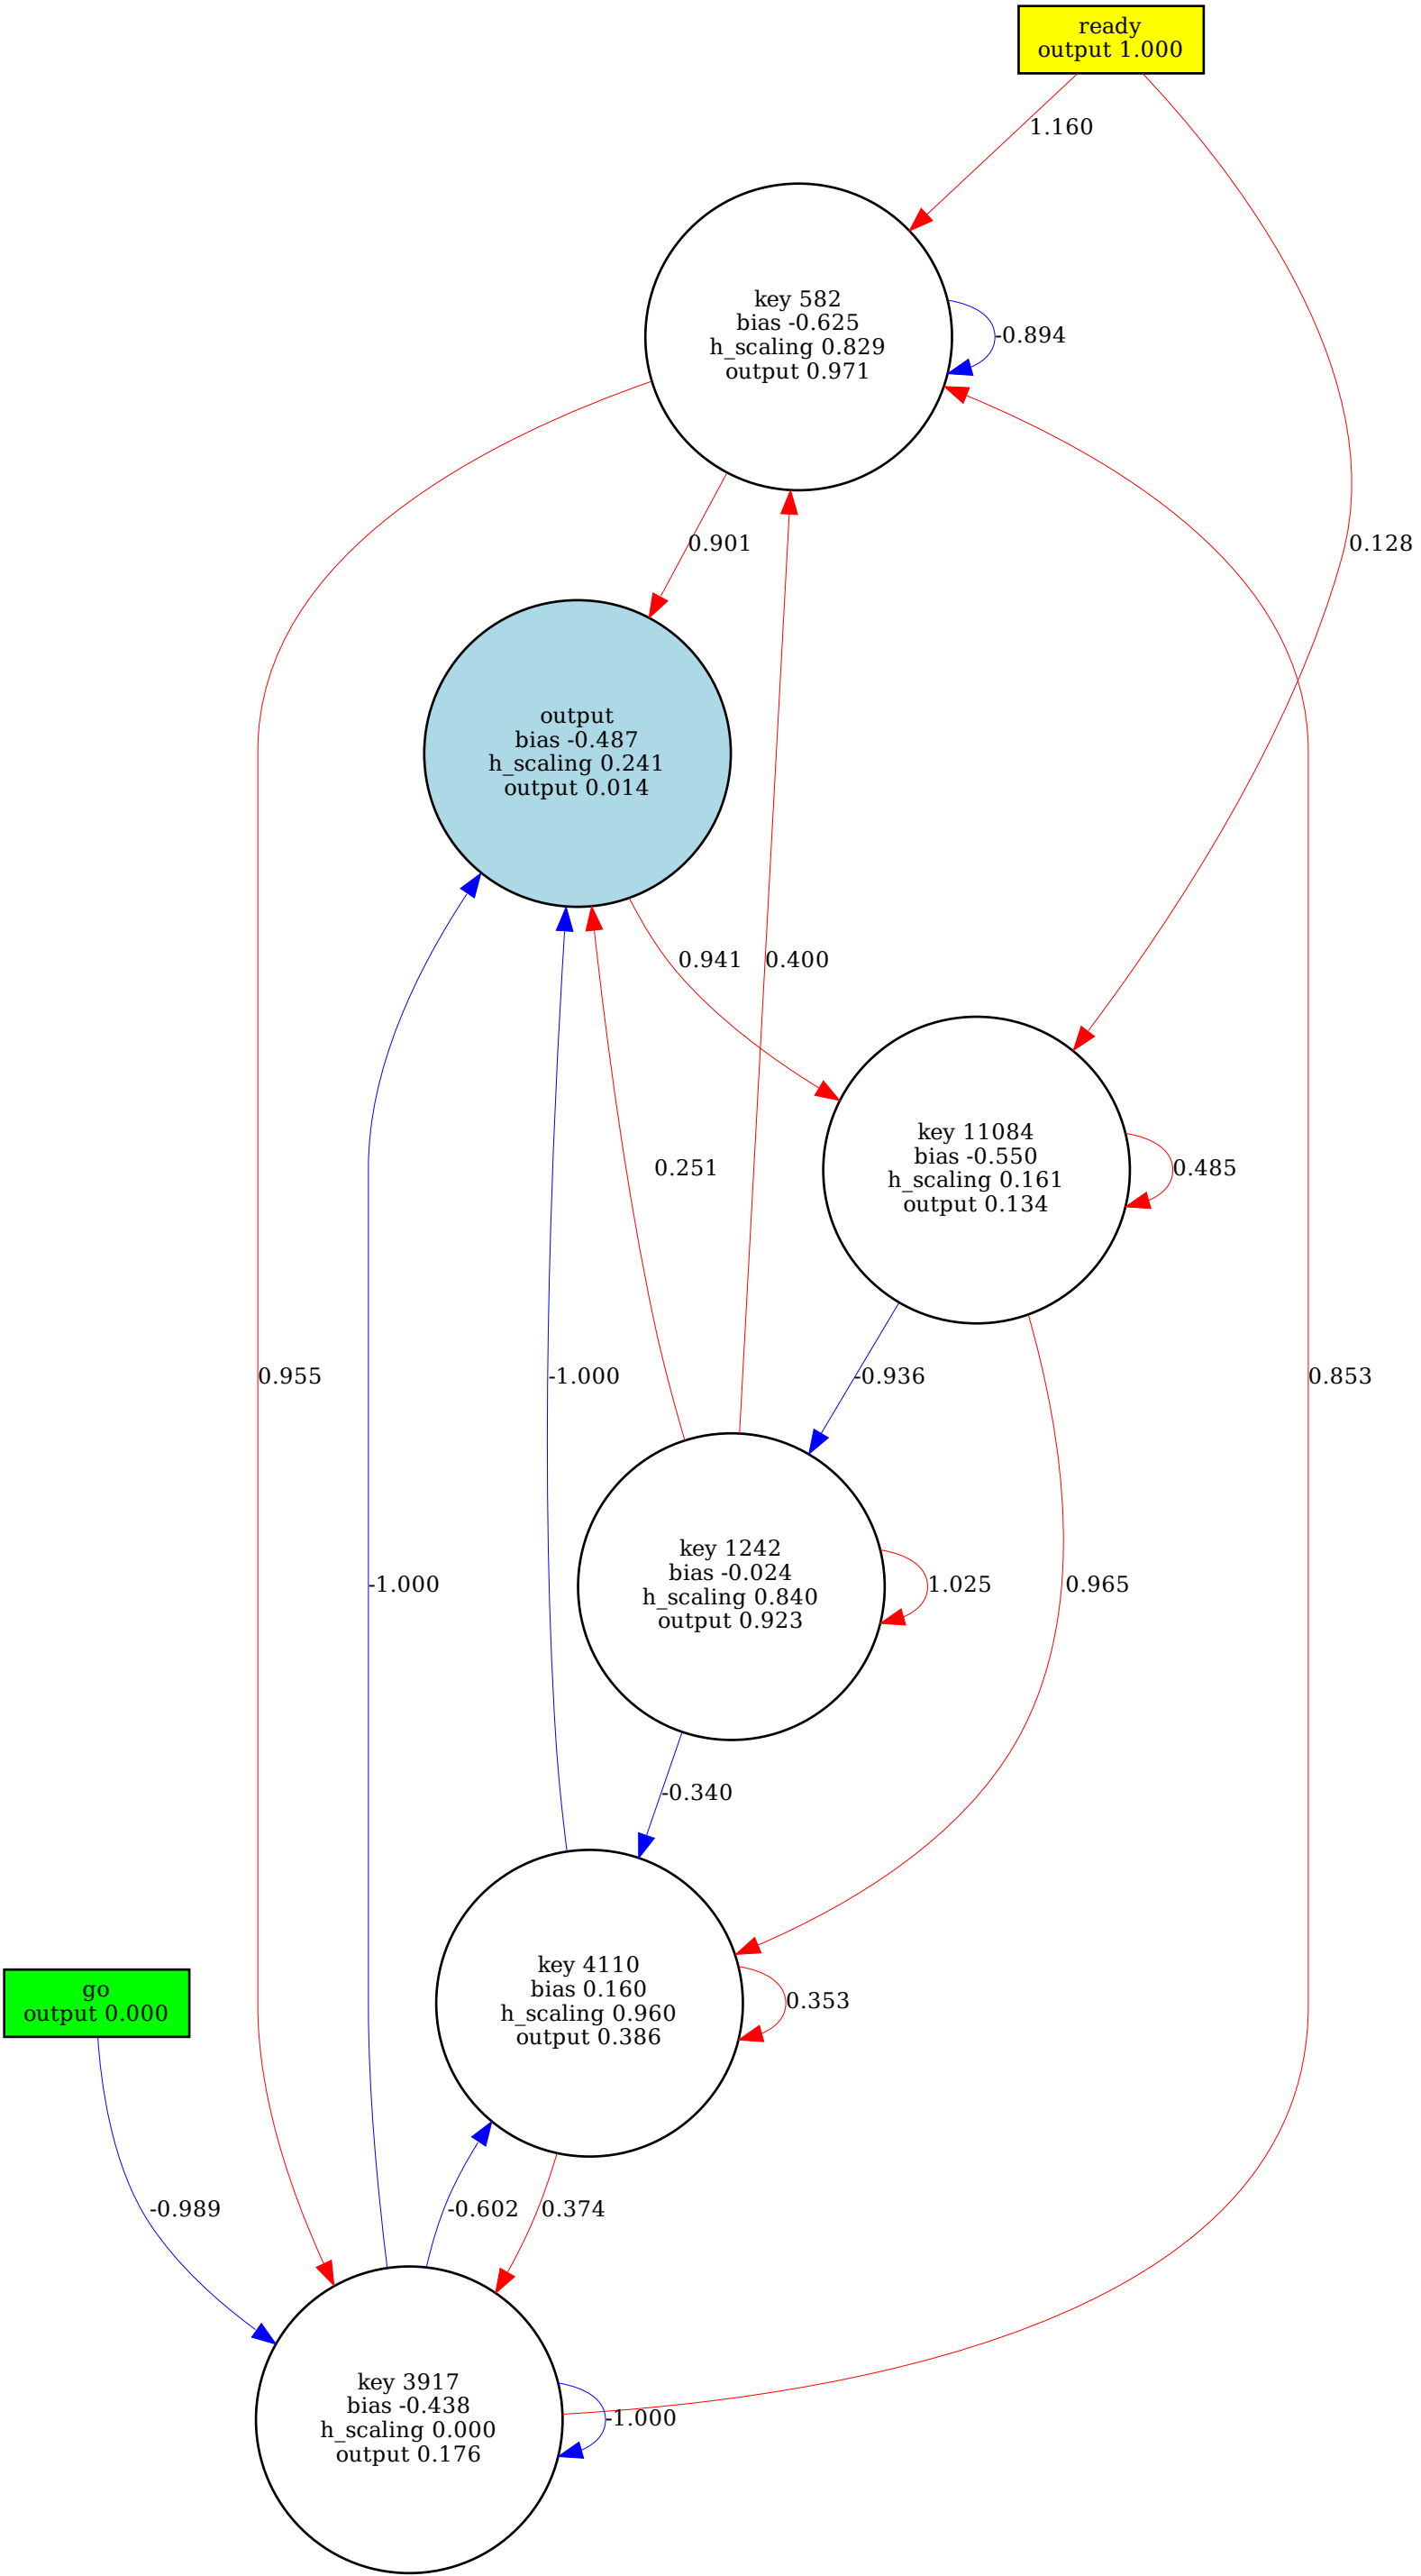 ready
output 1.000
1.160
key 582
bias -0.625
h_scaling 0.829
output 0.971
-0.894
0.901
0.128
output
bias -0.487
h_scaling 0.241
output 0.014
0.941
0.400
key 11084
bias -0.550
h_scaling 0.161
output 0.134
0.251
0.485
0.955
-1.000
-0.936
0.853
key 1242
bias -0.024
h_scaling 0.840
output 0.923
-1.000
1.025
0.965
-0.340
key 4110
bias 0.160
h_scaling 0.960
output 0.386
go
output 0.000
0.353
-0.989
-0.602
0.374
key 3917
bias -0.438
h_scaling 0.000
output 0.176
-1.000